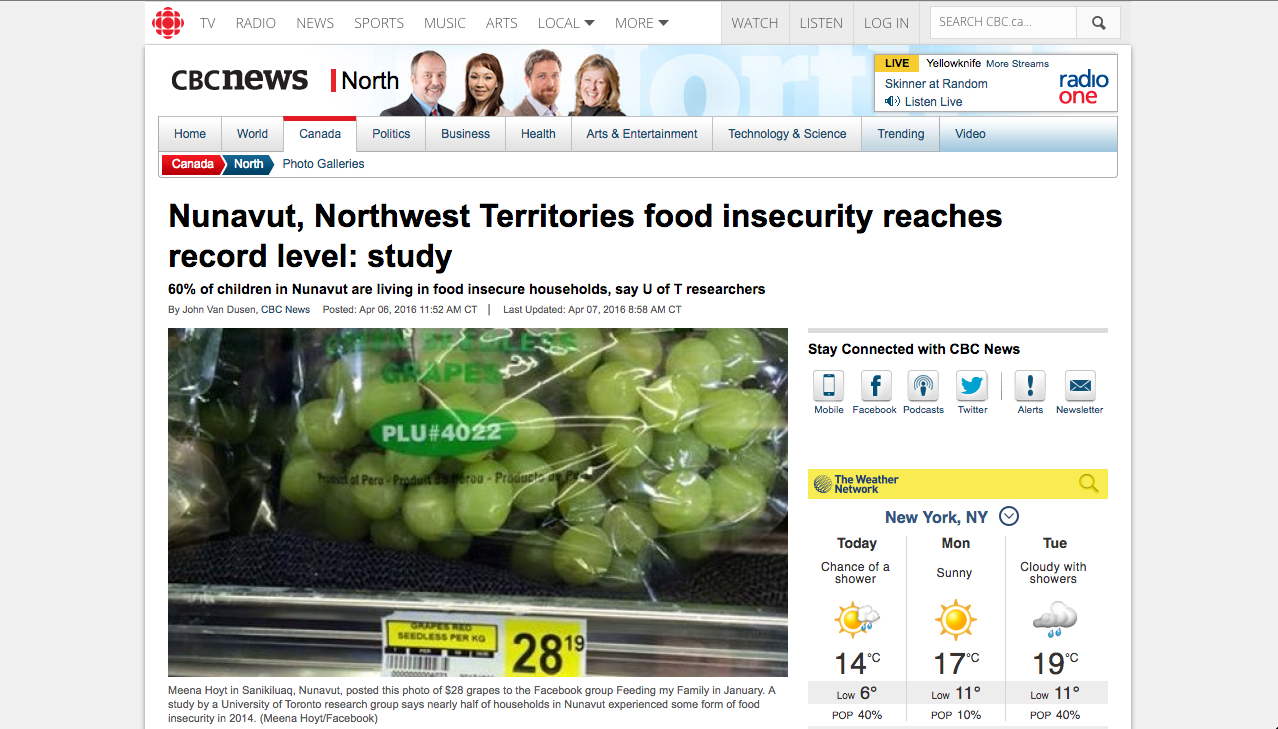 TV RADIO NEWS SPORTS MUSIC ARTS LOCAL MORE WATCH LISTEN LOG IN SEARCH CBC.ca...
CBCnews North
LIVE Yellowknife More Streams
Skinner at Random
Listen Live
radio
one
Home World Canada Politics Business Health Arts & Entertainment Technology & Science Trending Video
Canada North Photo Galleries
Nunavut, Northwest Territories food insecurity reaches
record level: study
60% of children in Nunavut are living in food insecure households, say U of T researchers
By John Van Dusen, CBC News Posted: Apr 06, 2016 11:52 AM CT | Last Updated: Apr 07, 2016 8:58 AM CT
GREEN SEEDLESS
GRAPES
PLU#4022
Product of Peru - Produit du Pérou - Producto de
GRAPES RED
SEEDLESS PER KG
28 19
Meena Hoyt in Sanikiluaq, Nunavut, posted this photo of $28 grapes to the Facebook group Feeding my Family in January. A
study by a University of Toronto research group says nearly half of households in Nunavut experienced some form of food
insecurity in 2014. (Meena Hoyt/Facebook)
Stay Connected with CBC News
Mobile Facebook Podcasts Twitter Alerts Newsletter
The Weather
Network
New York, NY
Today Mon Tue
Chance of a shower Sunny Cloudy with showers
14°C 17°C 19°C
Low 6° Low 11° Low 11°
POP 40% POP 10% POP 40%